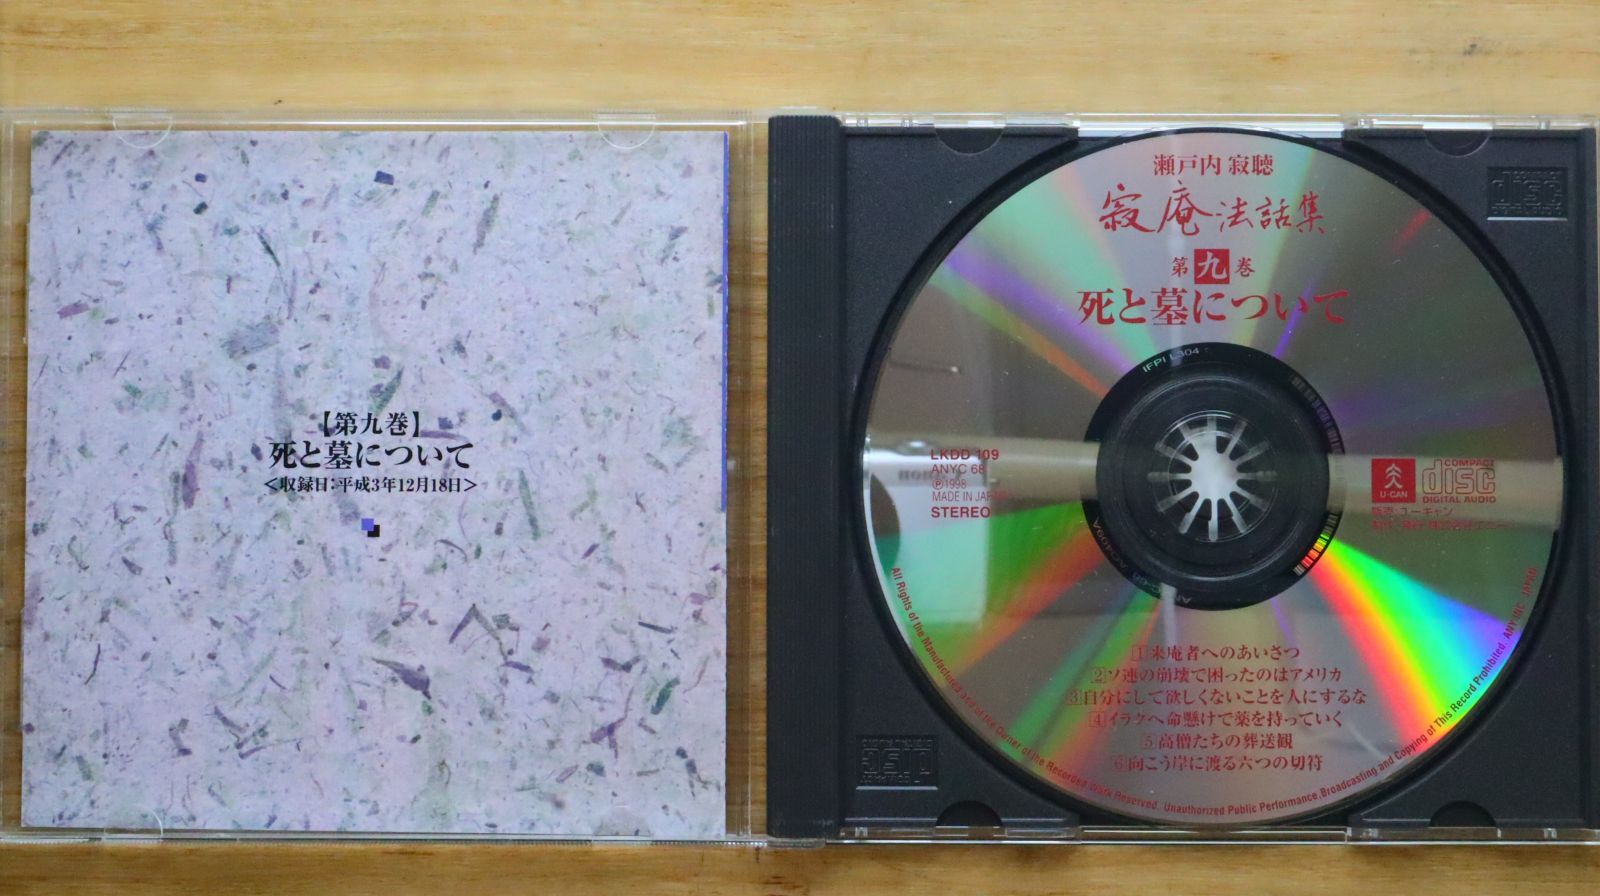 【第九巻】
死と墓について
＜収録日：平成3年12月18日＞
瀬戸内 寂聴
寂庵法話集
第九巻
死と墓について
IFPI L304
LKDD 109
ANYC 68
Ⓟ1998
MADE IN JAPAN
STEREO
U-CAN
COMPACT
disc
DIGITAL AUDIO
販売・ユーキャン
1 来庵者へのあいさつ
2 ソ連の崩壊で困ったのはアメリカ
3 自分にして欲しくないことを人にするな
4 イラクへ命懸けで薬を持っていく
5 高僧たちの葬送観
6 向こう岸に渡る六つの切符
All Rights of the Manufacturer and of the Owner of the Recorded Work Reserved. Unauthorized Public Performance, Broadcasting and Copying of This Record Prohibited. ANY INC. JAPAN